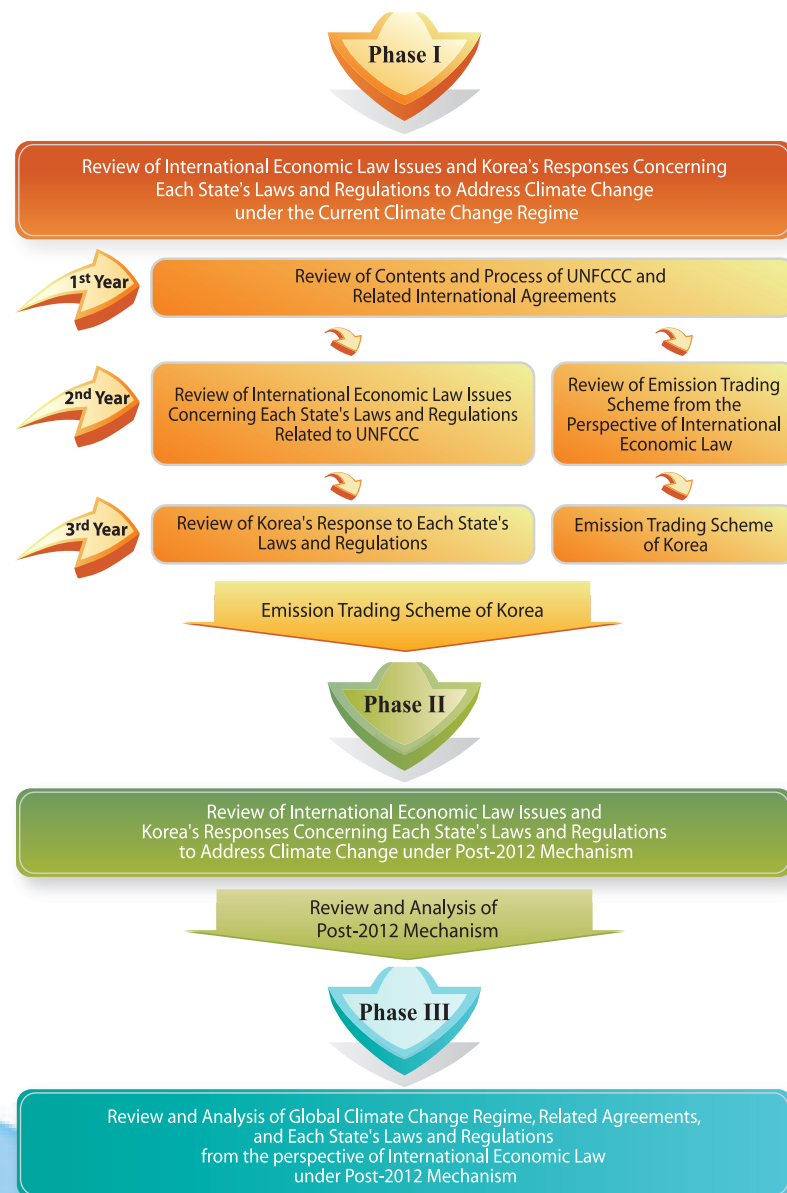 Phase I
Review of International Economic Law Issues and Korea's Responses Concerning
Each State's Laws and Regulations to Address Climate Change
under the Current Climate Change Regime
1st Year
Review of Contents and Process of UNFCCC and
Related International Agreements
2nd Year
Review of International Economic Law Issues
Concerning Each State's Laws and Regulations
Related to UNFCCC
Review of Emission Trading
Scheme from the
Perspective of International
Economic Law
3rd Year
Review of Korea's Response to Each State's
Laws and Regulations
Emission Trading Scheme
of Korea
Emission Trading Scheme of Korea
Phase II
Review of International Economic Law Issues and
Korea's Responses Concerning Each State's Laws and Regulations
to Address Climate Change under Post-2012 Mechanism
Review and Analysis of
Post-2012 Mechanism
Phase III
Review and Analysis of Global Climate Change Regime, Related Agreements,
and Each State's Laws and Regulations
from the perspective of International Economic Law
under Post-2012 Mechanism